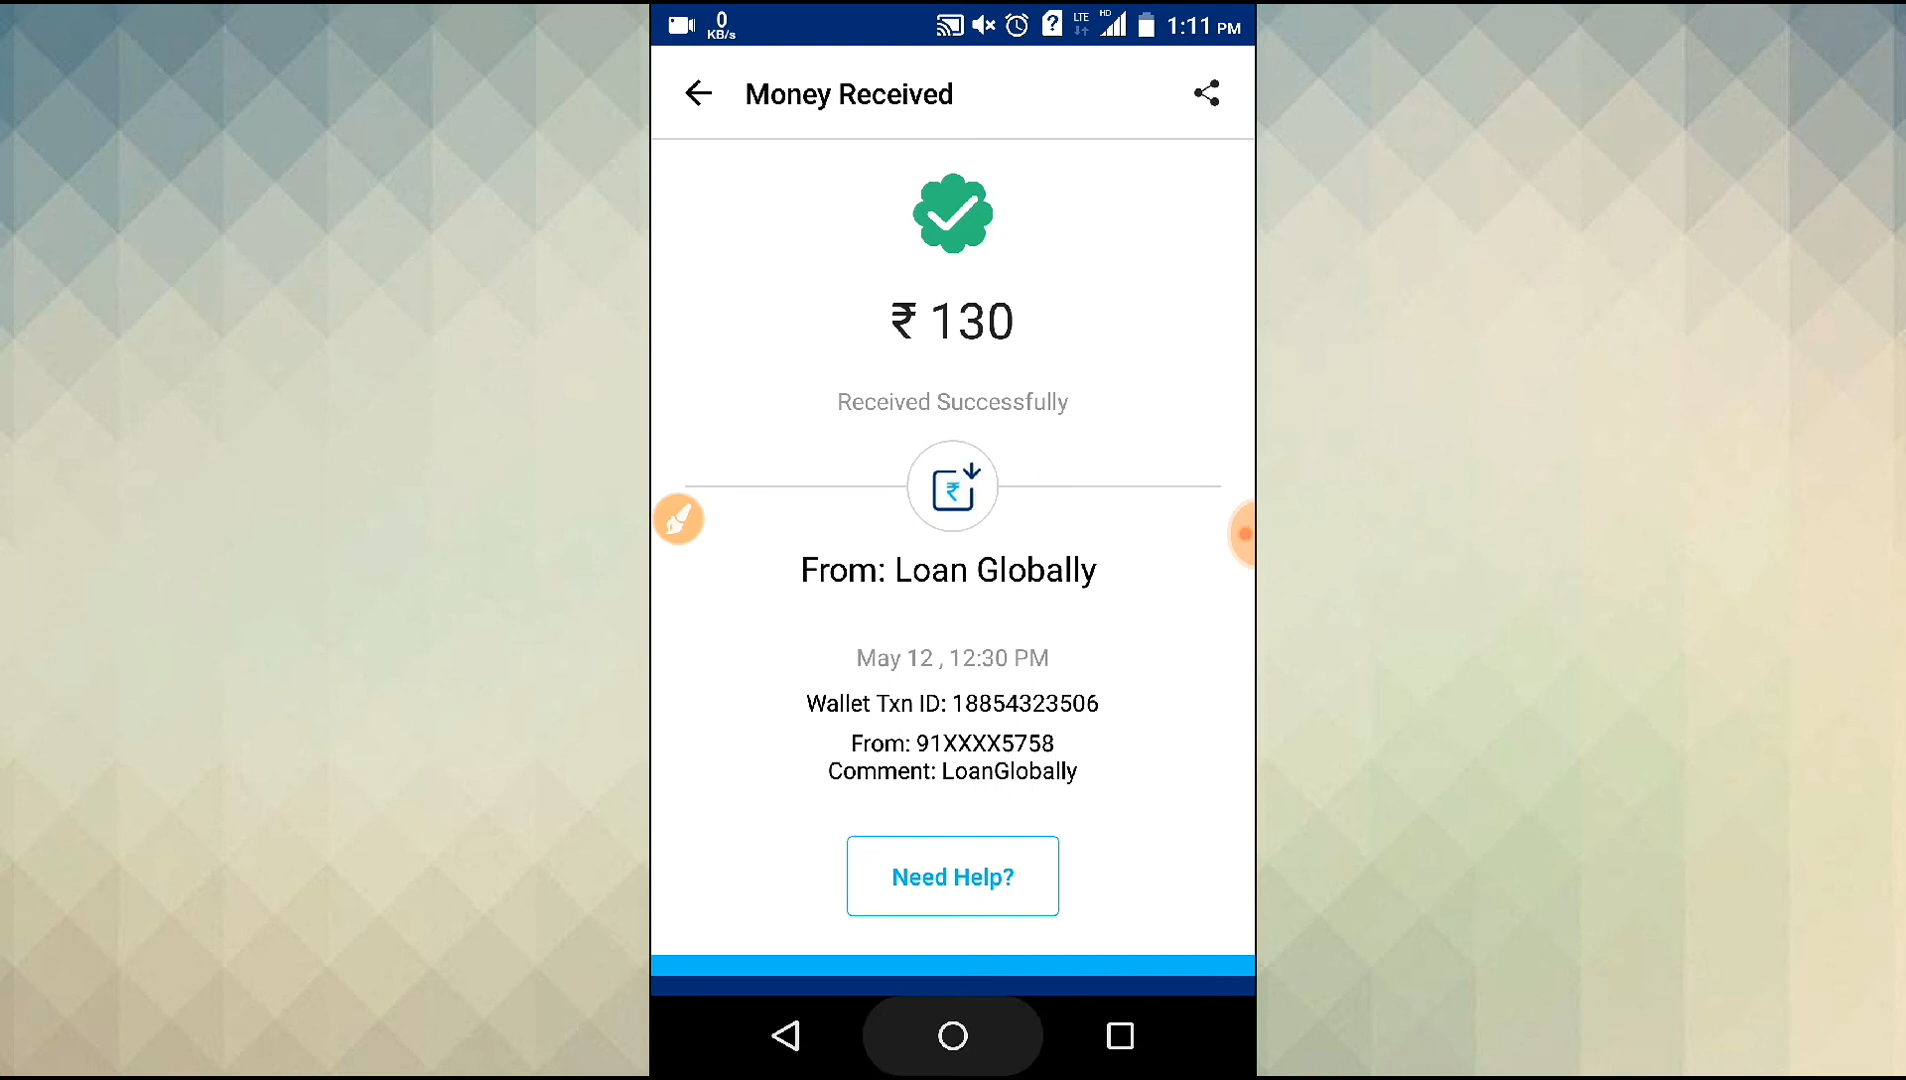 0
KB/s
? LTE HD 1:11 PM
Money Received
₹ 130
Received Successfully
₹
From: Loan Globally
May 12 , 12:30 PM
Wallet Txn ID: 18854323506
From: 91XXXX5758
Comment: LoanGlobally
Need Help?